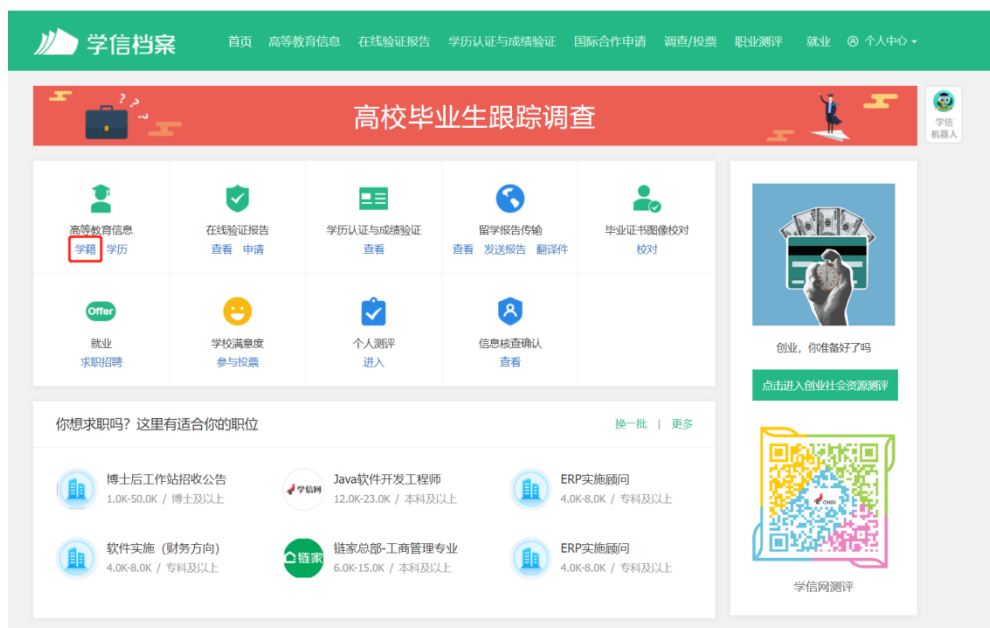 学信档案 首页 高等教育信息 在线验证报告 学历认证与成绩验证 国际合作申请 调查/投票 职业测评 就业 个人中心
高校毕业生跟踪调查
学信
机器人
高等教育信息 在线验证报告 学历认证与成绩验证 留学报告传输 毕业证书图像校对
学籍 学历 查看 申请 查看 查看 发送报告 翻译件 校对
Offer
就业 学校满意度 个人测评 信息核查确认
求职招聘 参与投票 进入 查看
创业，你准备好了吗
点击进入创业社会资源测评
你想求职吗？这里有适合你的职位 换一批 | 更多
博士后工作站招收公告 学信网 Java软件开发工程师 ERP实施顾问
1.0K-50.0K / 博士及以上 12.0K-23.0K / 本科及以上 4.0K-8.0K / 专科及以上
软件实施（财务方向） 链家 链家总部-工商管理专业 ERP实施顾问
4.0K-8.0K / 专科及以上 6.0K-15.0K / 本科及以上 4.0K-8.0K / 专科及以上
CHSI
学信网测评